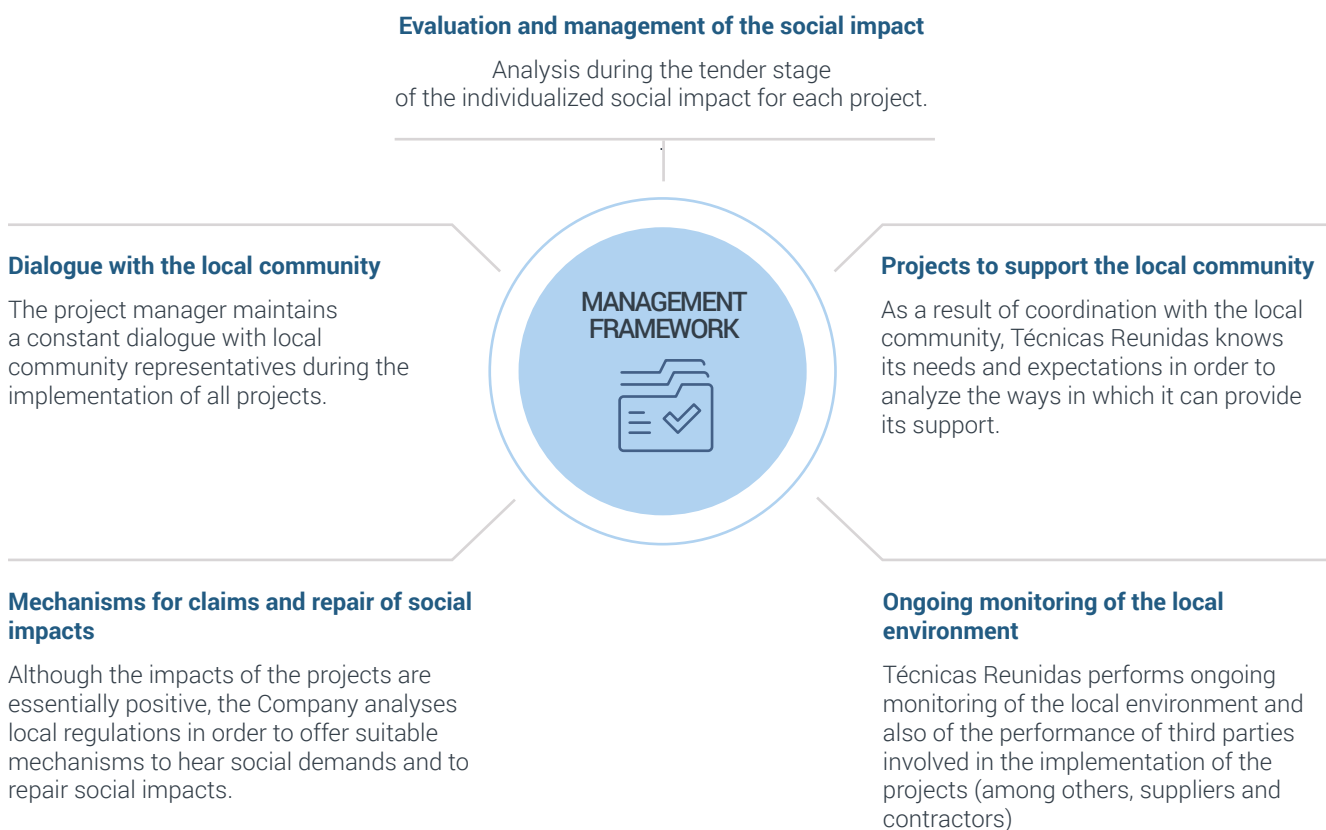 Evaluation and management of the social impact
Analysis during the tender stage
of the individualized social impact for each project.
Dialogue with the local community
The project manager maintains
a constant dialogue with local
community representatives during the
implementation of all projects.
MANAGEMENT
FRAMEWORK
Projects to support the local community
As a result of coordination with the local
community, Técnicas Reunidas knows
its needs and expectations in order to
analyze the ways in which it can provide
its support.
Mechanisms for claims and repair of social
impacts
Although the impacts of the projects are
essentially positive, the Company analyses
local regulations in order to offer suitable
mechanisms to hear social demands and to
repair social impacts.
Ongoing monitoring of the local
environment
Técnicas Reunidas performs ongoing
monitoring of the local environment and
also of the performance of third parties
involved in the implementation of the
projects (among others, suppliers and
contractors)